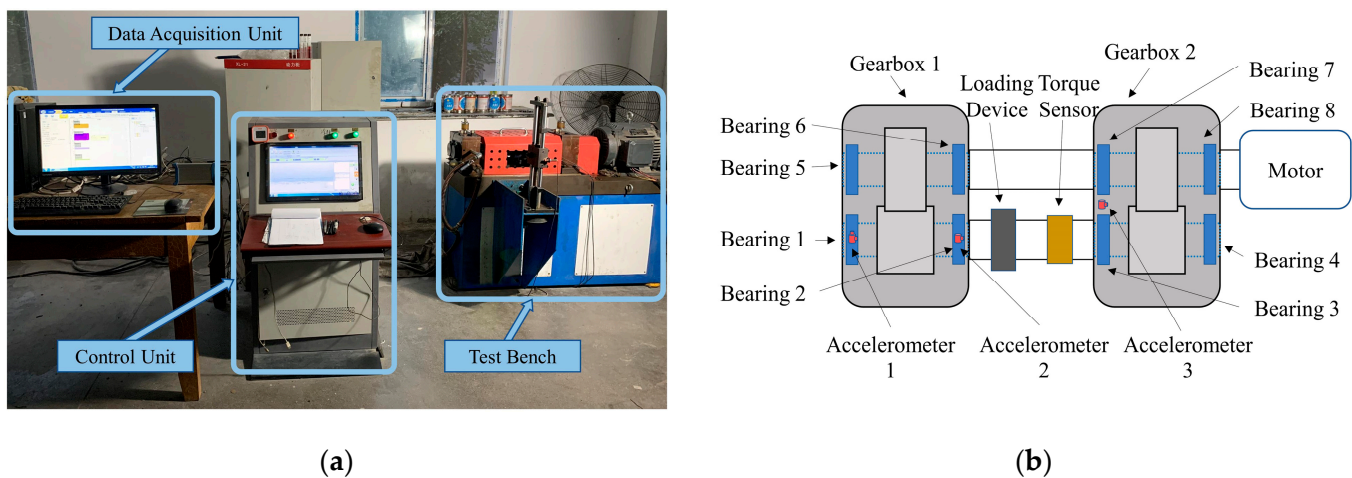 Data Acquisition Unit
XL-01
Control Unit
Test Bench
(a)
Gearbox 1
Loading
Device
Torque
Sensor
Gearbox 2
Bearing 7
Bearing 8
Bearing 6
Bearing 5
Motor
Bearing 1
Bearing 2
Bearing 4
Bearing 3
Accelerometer
1
Accelerometer
2
Accelerometer
3
(b)